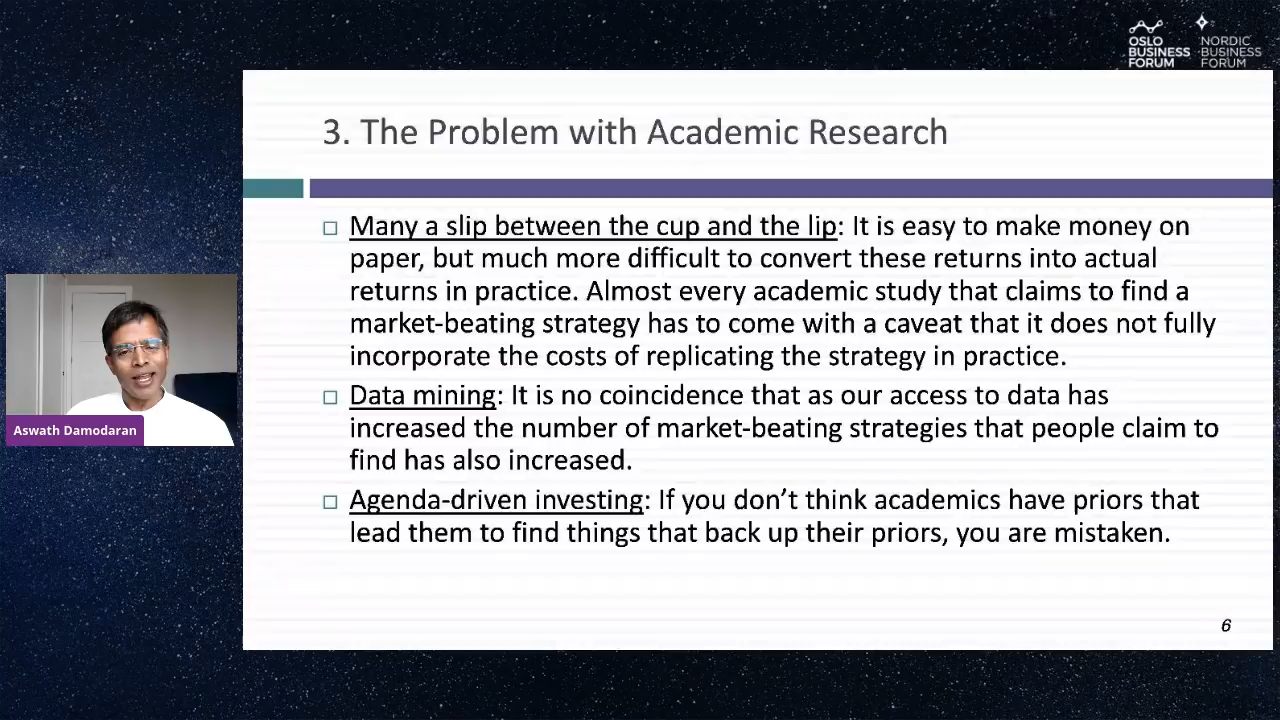 OSLO
BUSINESS
FORUM
NORDIC
BUSINESS
FORUM
3. The Problem with Academic Research
Many a slip between the cup and the lip: It is easy to make money on
paper, but much more difficult to convert these returns into actual
returns in practice. Almost every academic study that claims to find a
market-beating strategy has to come with a caveat that it does not fully
incorporate the costs of replicating the strategy in practice.
Data mining: It is no coincidence that as our access to data has
increased the number of market-beating strategies that people claim to
find has also increased.
Agenda-driven investing: If you don’t think academics have priors that
lead them to find things that back up their priors, you are mistaken.
Aswath Damodaran
6